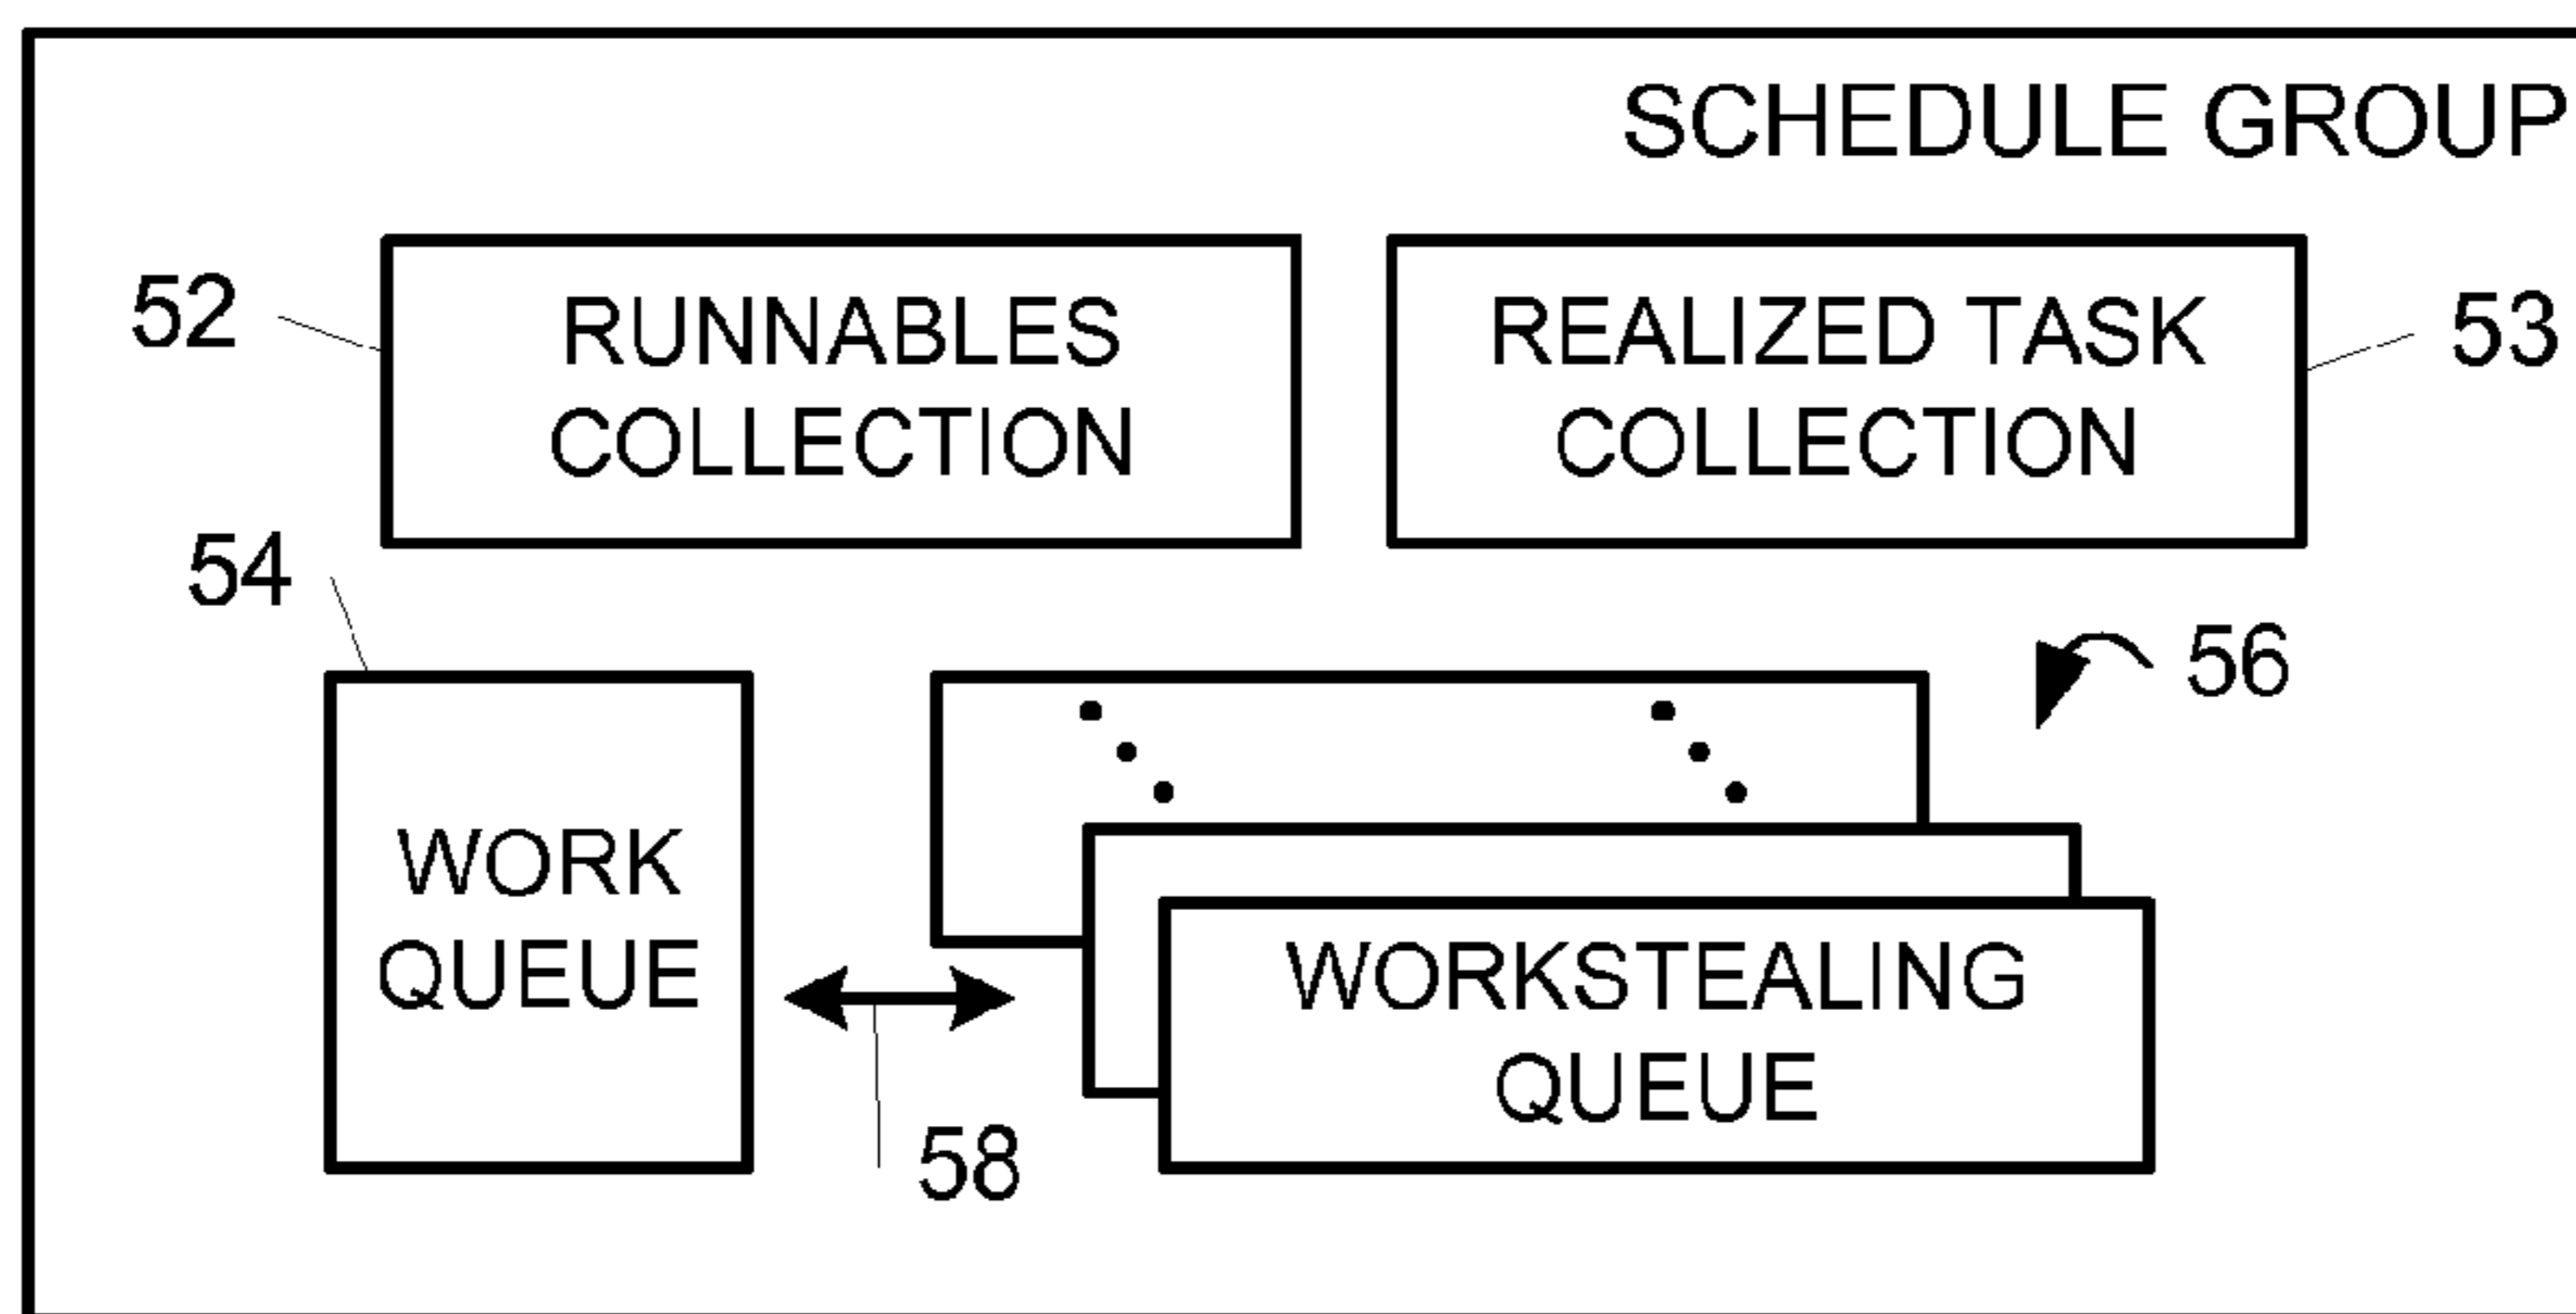 SCHEDULE GROUP
52
RUNNABLES
COLLECTION
REALIZED TASK
COLLECTION
53
54
56
WORK
QUEUE
WORKSTEALING
QUEUE
58